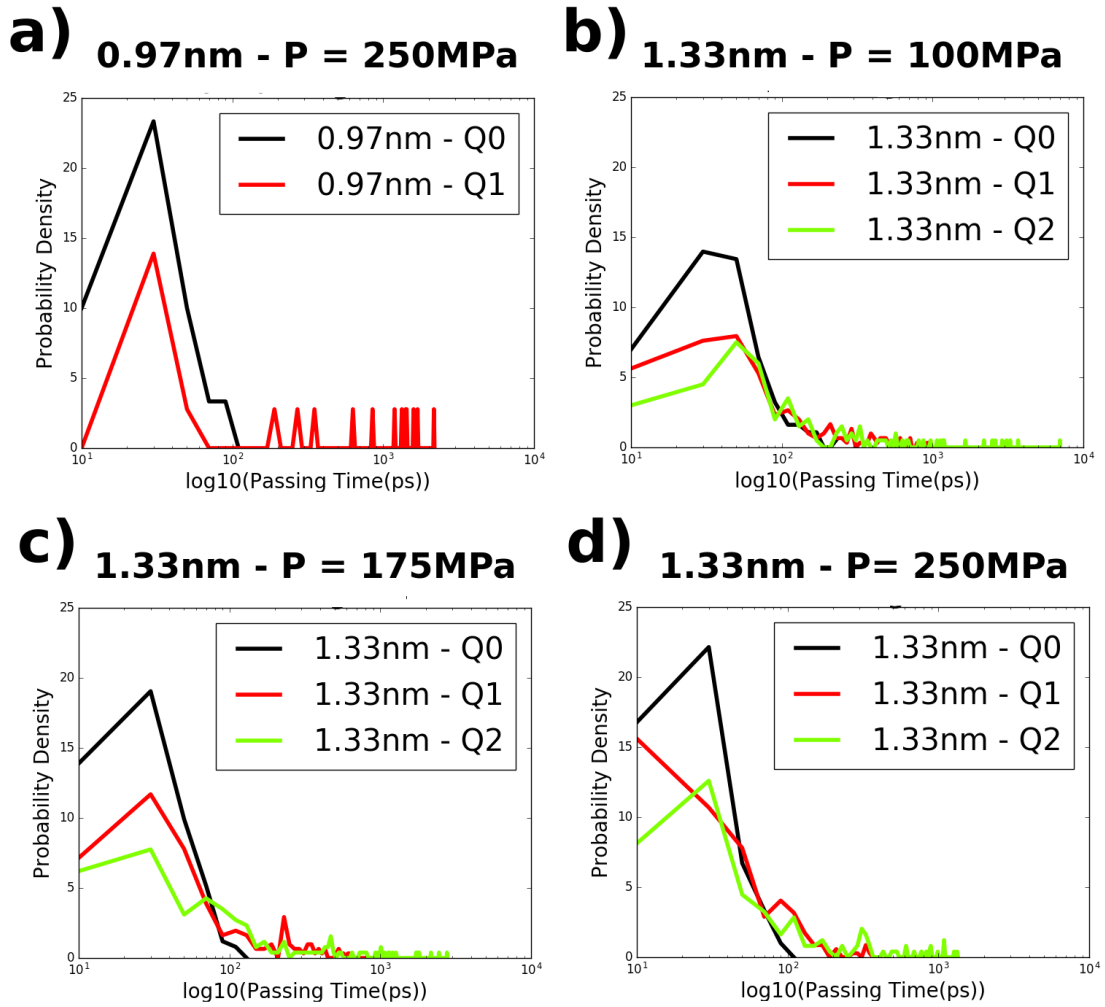 a) 0.97nm - P = 250MPa
25
20
15
10
5
0
Probability Density
0.97nm - Q0
0.97nm - Q1
10^1 10^2 10^3 10^4
log10(Passing Time(ps))
b) 1.33nm - P = 100MPa
25
20
15
10
5
0
Probability Density
1.33nm - Q0
1.33nm - Q1
1.33nm - Q2
10^1 10^2 10^3 10^4
log10(Passing Time(ps))
c) 1.33nm - P = 175MPa
25
20
15
10
5
0
Probability Density
1.33nm - Q0
1.33nm - Q1
1.33nm - Q2
10^1 10^2 10^3 10^4
log10(Passing Time(ps))
d) 1.33nm - P= 250MPa
25
20
15
10
5
0
Probability Density
1.33nm - Q0
1.33nm - Q1
1.33nm - Q2
10^1 10^2 10^3 10^4
log10(Passing Time(ps))